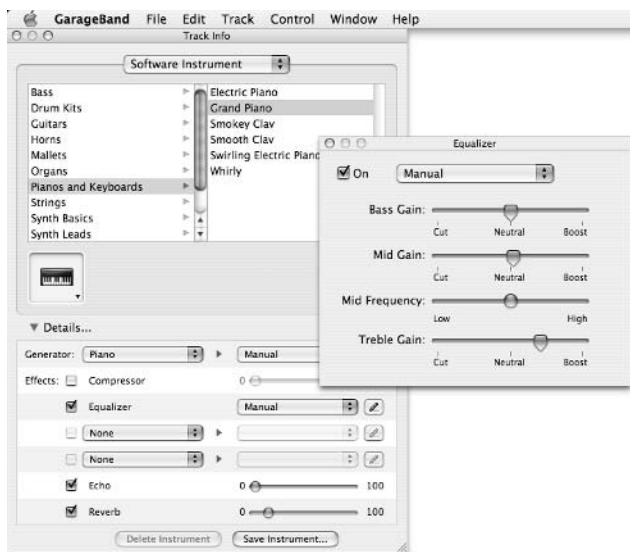 GarageBand File Edit Track Control Window Help
Track Info
Software Instrument
Bass
Drum Kits
Guitars
Horns
Mallets
Organs
Pianos and Keyboards
Strings
Synth Basics
Synth Leads
Electric Piano
Grand Piano
Smokey Clav
Smooth Clav
Swirling Electric Piano
Whirly
Details...
Generator: Piano Manual
Effects: Compressor 0
Equalizer Manual
None
None
Echo 0 100
Reverb 0 100
Delete Instrument Save Instrument...
Equalizer
On Manual
Bass Gain:
Cut Neutral Boost
Mid Gain:
Cut Neutral Boost
Mid Frequency:
Low High
Treble Gain:
Cut Neutral Boost